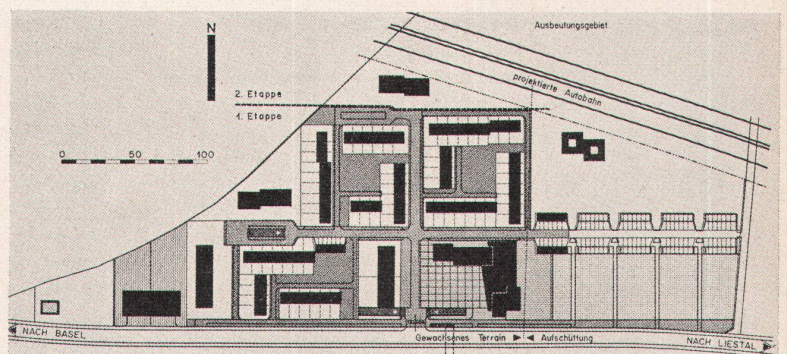 Ausbeutungsgebiet
N
projektierte Autobahn
2. Etappe
1. Etappe
0 50 100
Gewachsenes Terrain ► ◄ Aufschüttung
◄ NACH BASEL
NACH LIESTAL ►